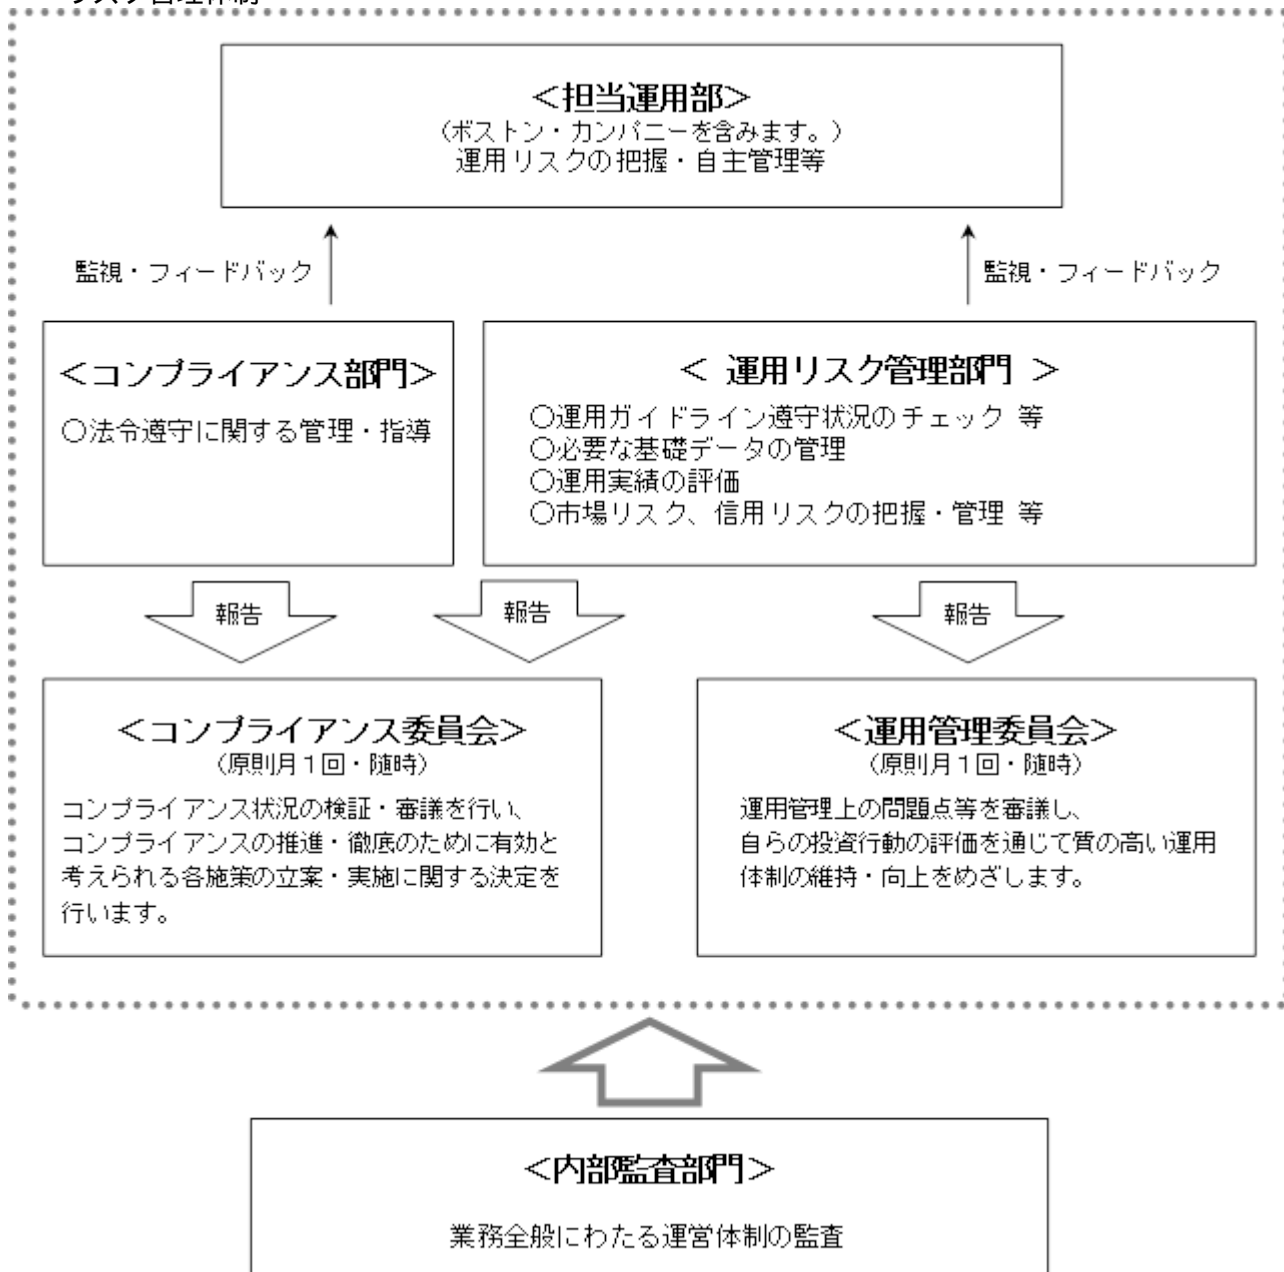 リスク管理体制
＜担当運用部＞
（ボストン・カンパニーを含みます。）
運用リスクの把握・自主管理等
監視・フィードバック
監視・フィードバック
＜コンプライアンス部門＞
○法令遵守に関する管理・指導
＜ 運用リスク管理部門 ＞
○運用ガイドライン遵守状況のチェック 等
○必要な基礎データの管理
○運用実績の評価
○市場リスク、信用リスクの把握・管理 等
報告
報告
報告
＜コンプライアンス委員会＞
（原則月１回・随時）
コンプライアンス状況の検証・審議を行い、
コンプライアンスの推進・徹底のために有効と
考えられる各施策の立案・実施に関する決定を
行います。
＜運用管理委員会＞
（原則月１回・随時）
運用管理上の問題点等を審議し、
自らの投資行動の評価を通じて質の高い運用
体制の維持・向上をめざします。
＜内部監査部門＞
業務全般にわたる運営体制の監査